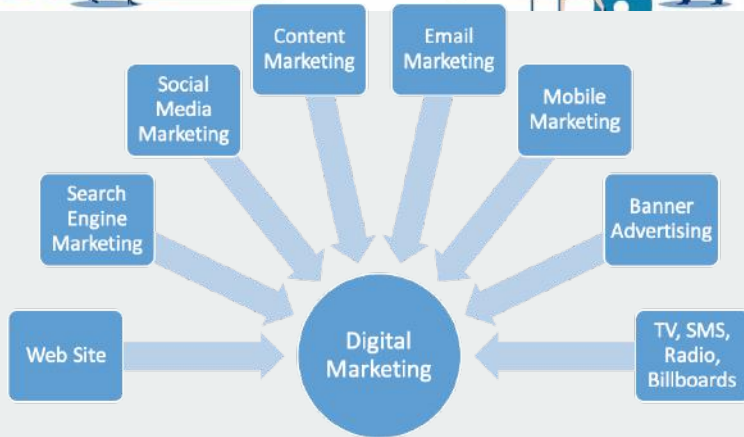 Content
Marketing
Email
Marketing
Social
Media
Marketing
Mobile
Marketing
Search
Engine
Marketing
Banner
Advertising
Web Site
Digital
Marketing
TV, SMS,
Radio,
Billboards